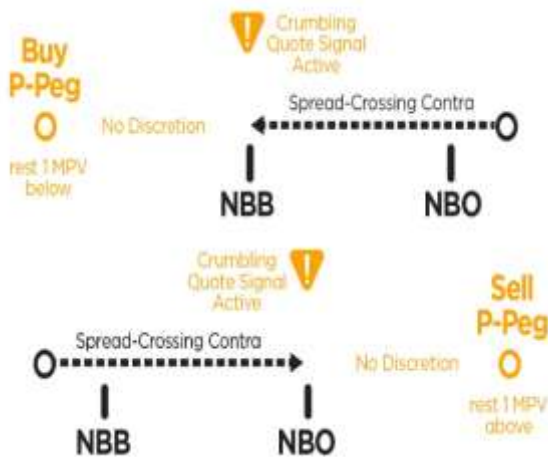 Crumbling
Quote Signal
Active
Buy
P-Peg
Spread-Crossing Contra
No Discretion
rest 1 MPV
below
NBB
NBO
Crumbling
Quote Signal
Active
Sell
P-Peg
Spread-Crossing Contra
No Discretion
rest 1 MPV
above
NBB
NBO